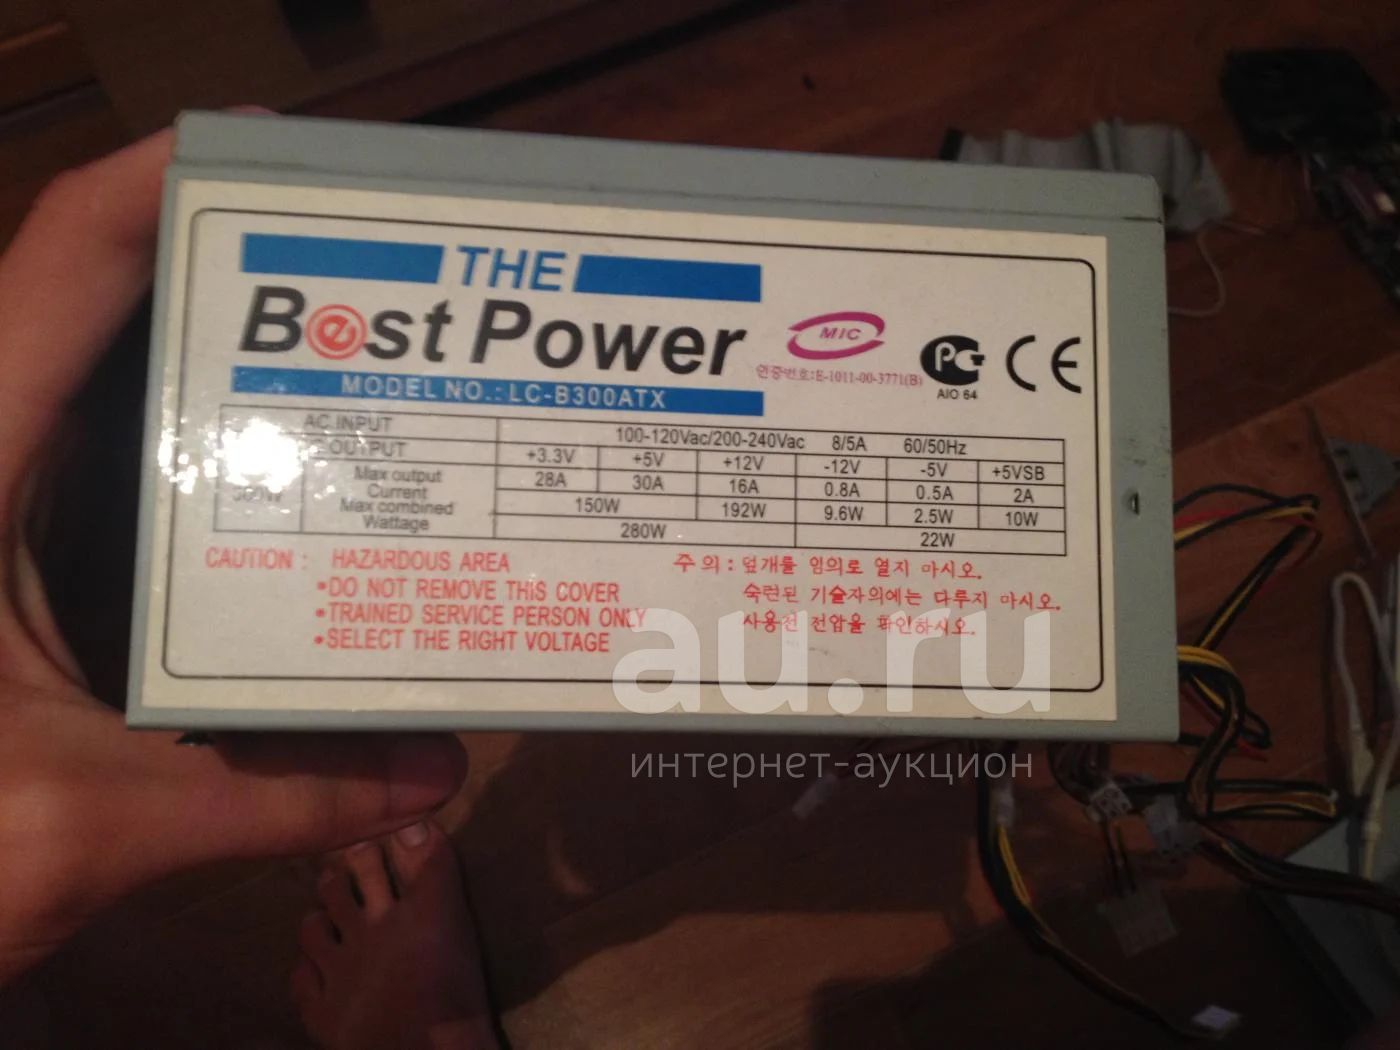 THE
Best Power
MODEL NO.: LC-B300ATX
MIC
인증번호:E-1011-00-3771(B)
PG
AIO 64
CE
AC INPUT 100-120Vac/200-240Vac 8/5A 60/50Hz
OUTPUT +3.3V +5V +12V -12V -5V +5VSB
300W Max output Current 28A 30A 16A 0.8A 0.5A 2A
Max combined Wattage 150W 192W 9.6W 2.5W 10W
280W 22W
CAUTION : HAZARDOUS AREA
•DO NOT REMOVE THiS COVER
•TRAINED SERVICE PERSON ONLY
•SELECT THE RIGHT VOLTAGE
주 의 : 덮개를 임의로 열지 마시오.
숙련된 기술자의에는 다루지 마시오.
사용전 전압을 확인하시오.
au.ru
интернет-аукцион